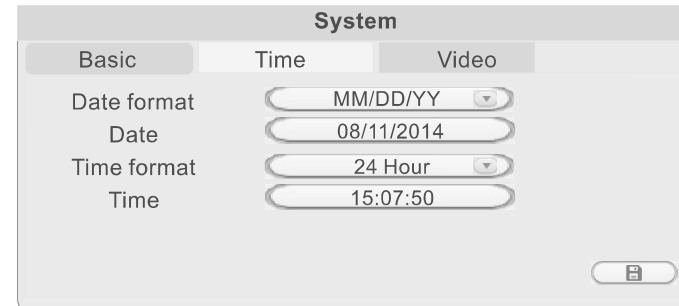 System
Basic Time Video
Date format MM/DD/YY
Date 08/11/2014
Time format 24 Hour
Time 15:07:50